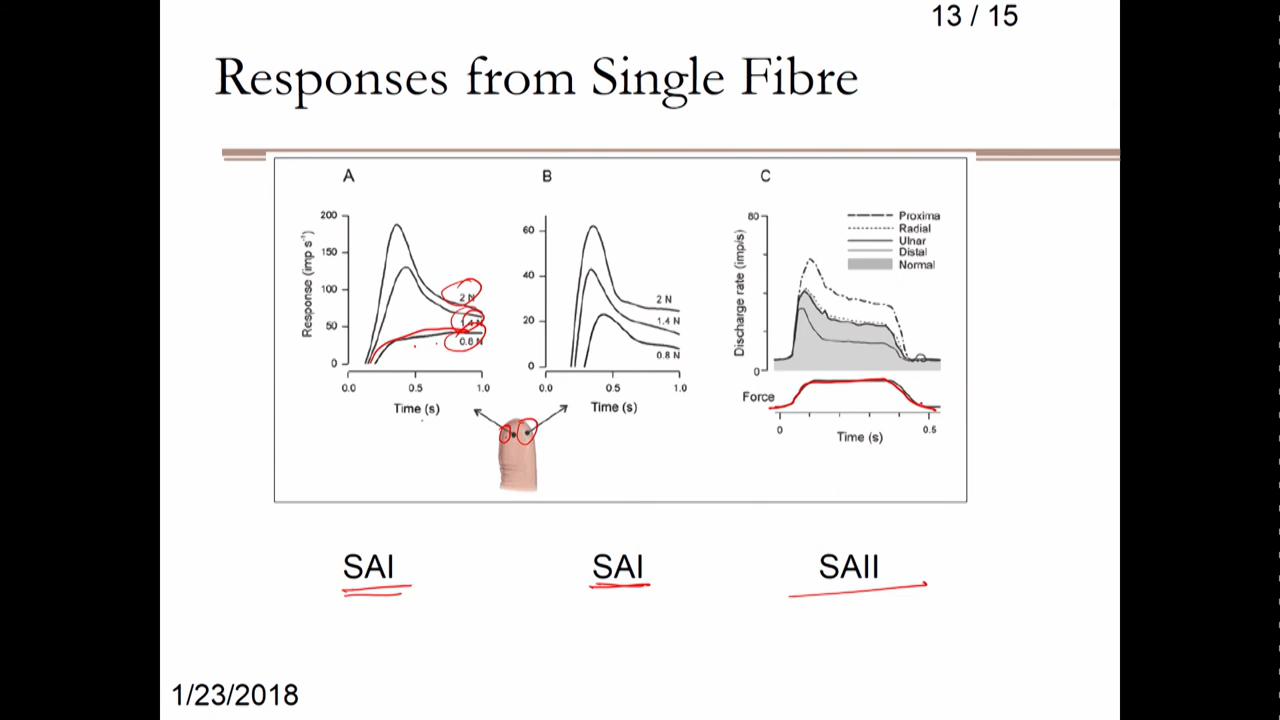 13 / 15
Responses from Single Fibre
A
B
C
200
150
100
50
0
Response (imp s⁻¹)
2 N
1.4 N
0.8 N
0.0
0.5
1.0
Time (s)
60
40
20
0
2 N
1.4 N
0.8 N
0.0
0.5
1.0
Time (s)
80
0
Discharge rate (imp/s)
Proxima
Radial
Ulnar
Distal
Normal
Force
0
0.5
Time (s)
SAI
SAI
SAII
1/23/2018